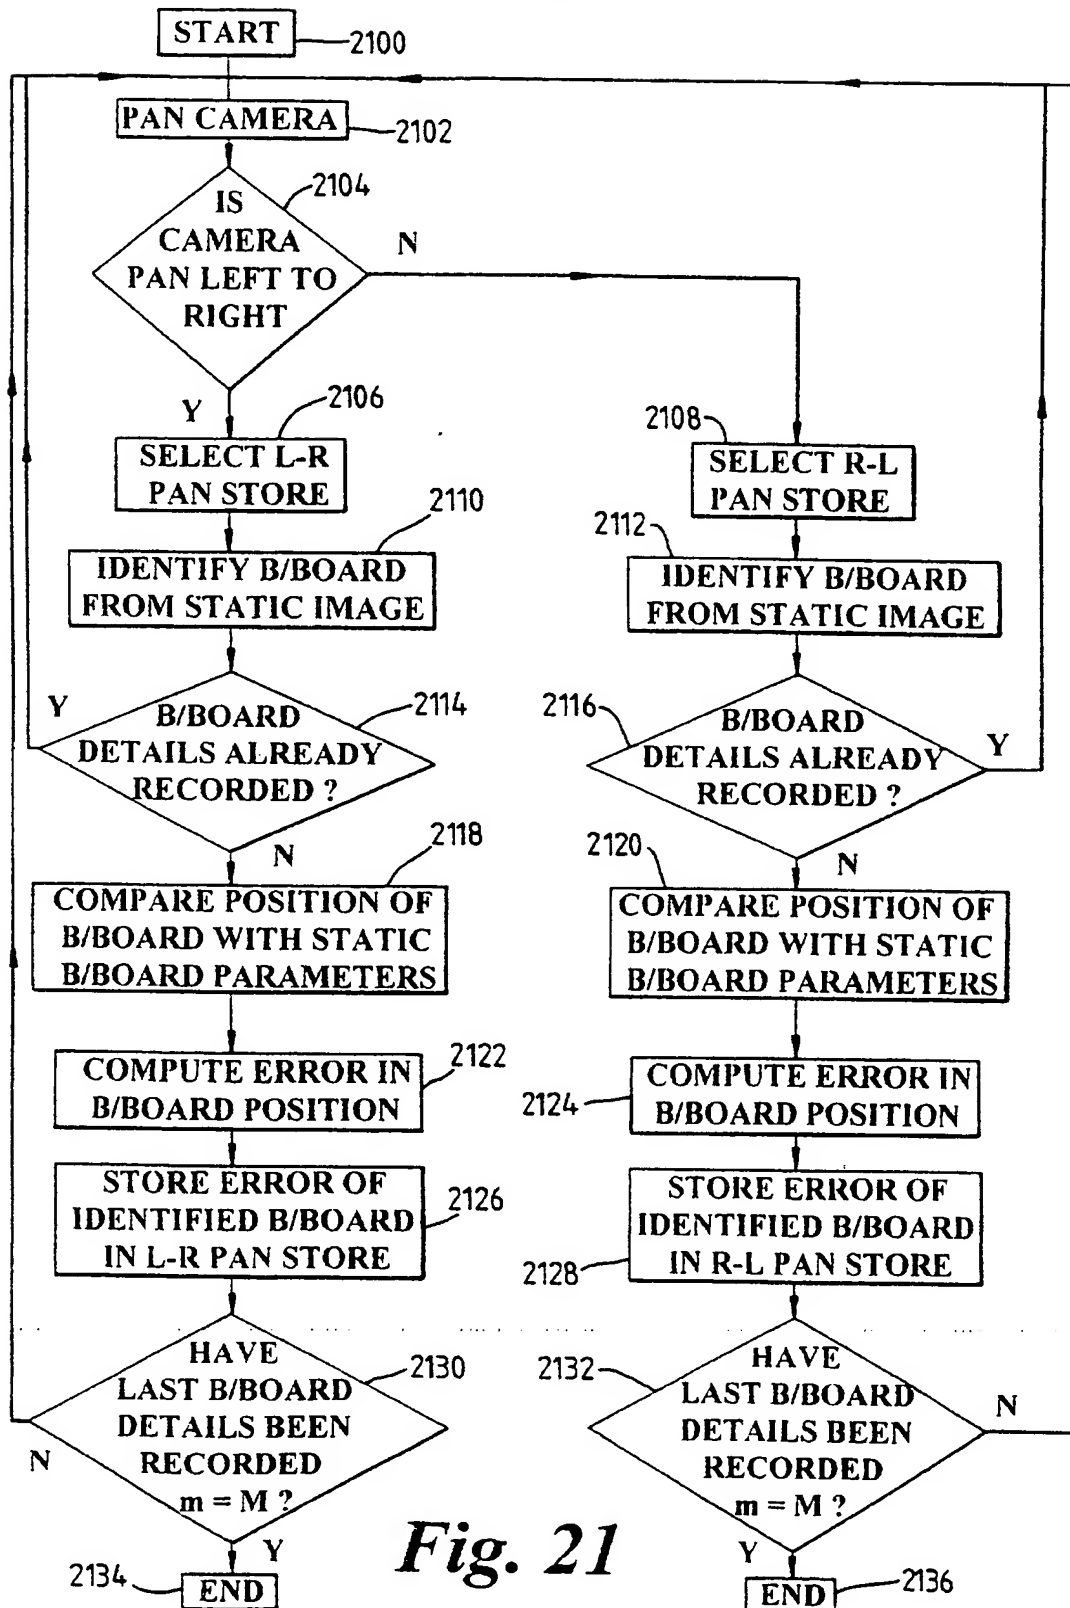 START
2100
PAN CAMERA
2102
2104
IS
CAMERA
PAN LEFT TO
RIGHT
N
Y
2106
SELECT L-R
PAN STORE
2108
SELECT R-L
PAN STORE
2110
IDENTIFY B/BOARD
FROM STATIC IMAGE
2112
IDENTIFY B/BOARD
FROM STATIC IMAGE
Y
2114
B/BOARD
DETAILS ALREADY
RECORDED ?
N
2116
B/BOARD
DETAILS ALREADY
RECORDED ?
Y
N
2118
COMPARE POSITION OF
B/BOARD WITH STATIC
B/BOARD PARAMETERS
2120
COMPARE POSITION OF
B/BOARD WITH STATIC
B/BOARD PARAMETERS
2122
COMPUTE ERROR IN
B/BOARD POSITION
2124
COMPUTE ERROR IN
B/BOARD POSITION
2126
STORE ERROR OF
IDENTIFIED B/BOARD
IN L-R PAN STORE
2128
STORE ERROR OF
IDENTIFIED B/BOARD
IN R-L PAN STORE
2130
HAVE
LAST B/BOARD
DETAILS BEEN
RECORDED
m = M ?
N
Y
2132
HAVE
LAST B/BOARD
DETAILS BEEN
RECORDED
m = M ?
N
Y
2134
END
2136
END
Fig. 21